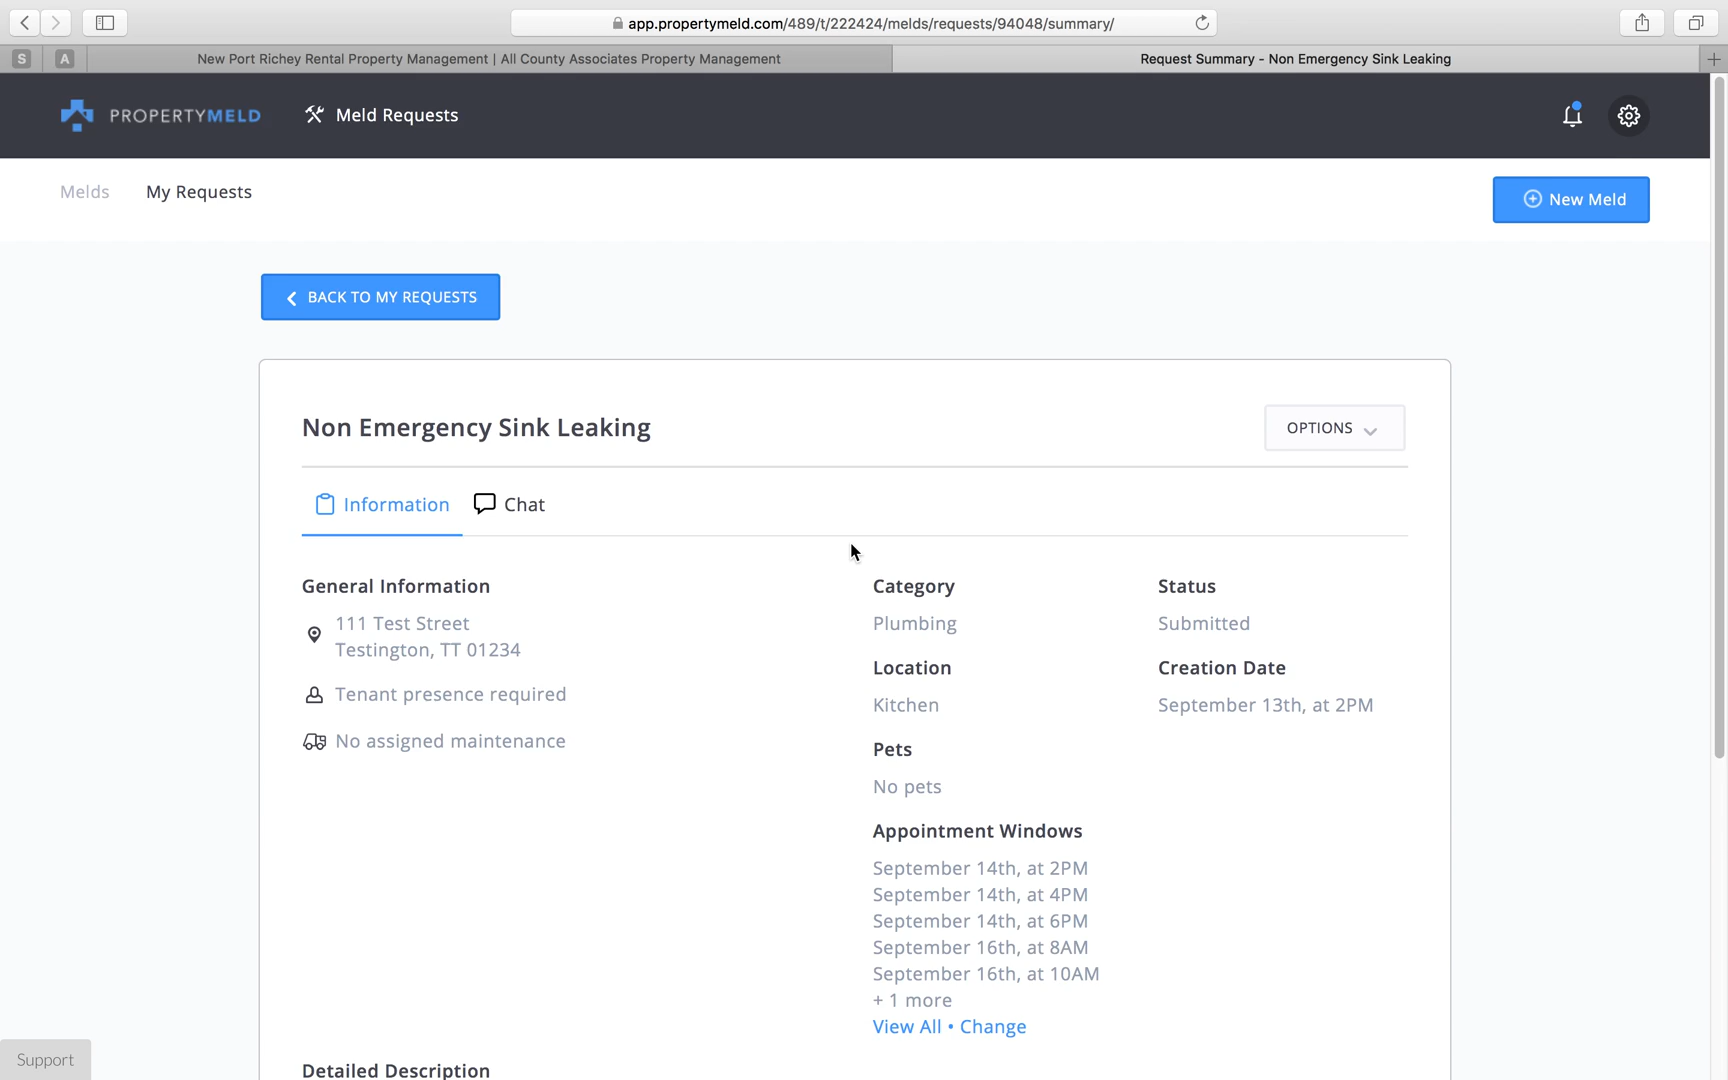 app.propertymeld.com/489/t/222424/melds/requests/94048/summary/
S
A
New Port Richey Rental Property Management | All County Associates Property Management
Request Summary - Non Emergency Sink Leaking
PROPERTYMELD
Meld Requests
Melds
My Requests
New Meld
BACK TO MY REQUESTS
Non Emergency Sink Leaking
OPTIONS
Information
Chat
General Information
111 Test Street
Testington, TT 01234
Tenant presence required
No assigned maintenance
Category
Plumbing
Location
Kitchen
Pets
No pets
Appointment Windows
September 14th, at 2PM
September 14th, at 4PM
September 14th, at 6PM
September 16th, at 8AM
September 16th, at 10AM
+ 1 more
View All • Change
Status
Submitted
Creation Date
September 13th, at 2PM
Detailed Description
Support